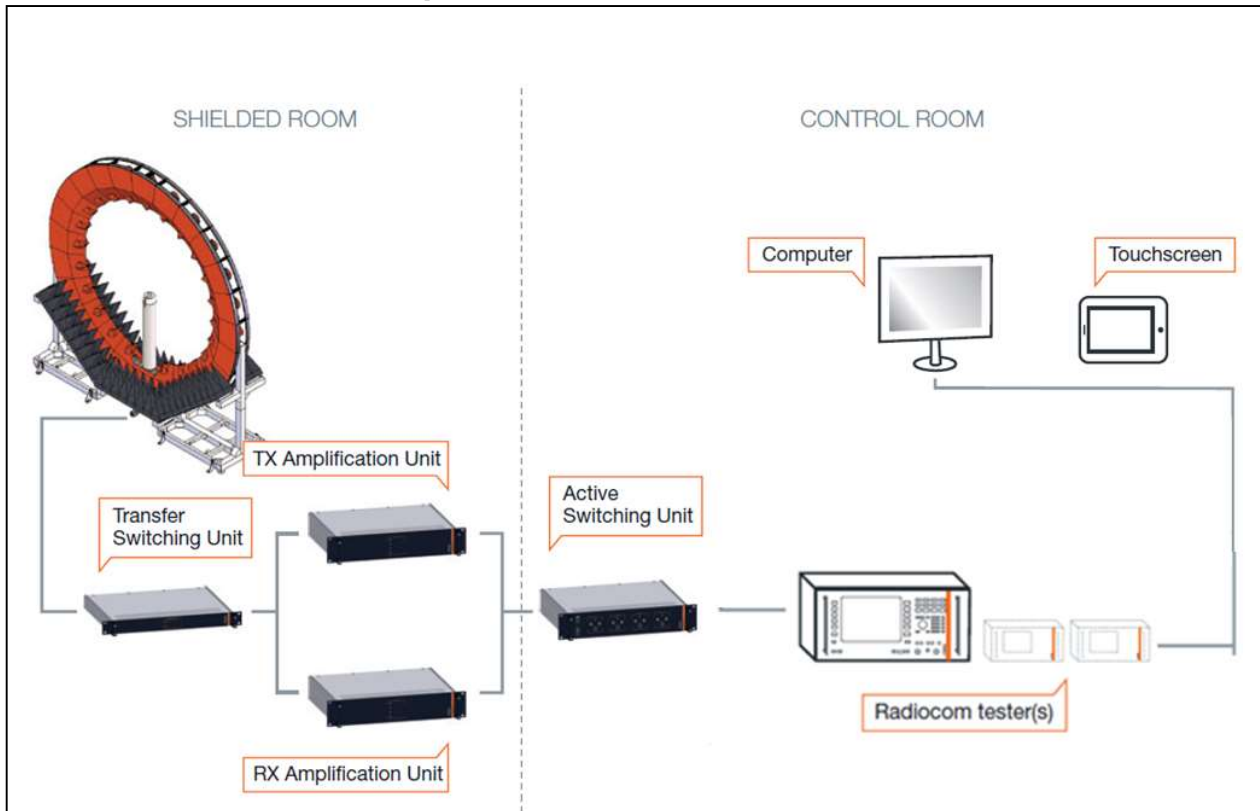 SHIELDED ROOM
CONTROL ROOM
Computer
Touchscreen
TX Amplification Unit
Transfer
Switching Unit
Active
Switching Unit
Radiocom tester(s)
RX Amplification Unit